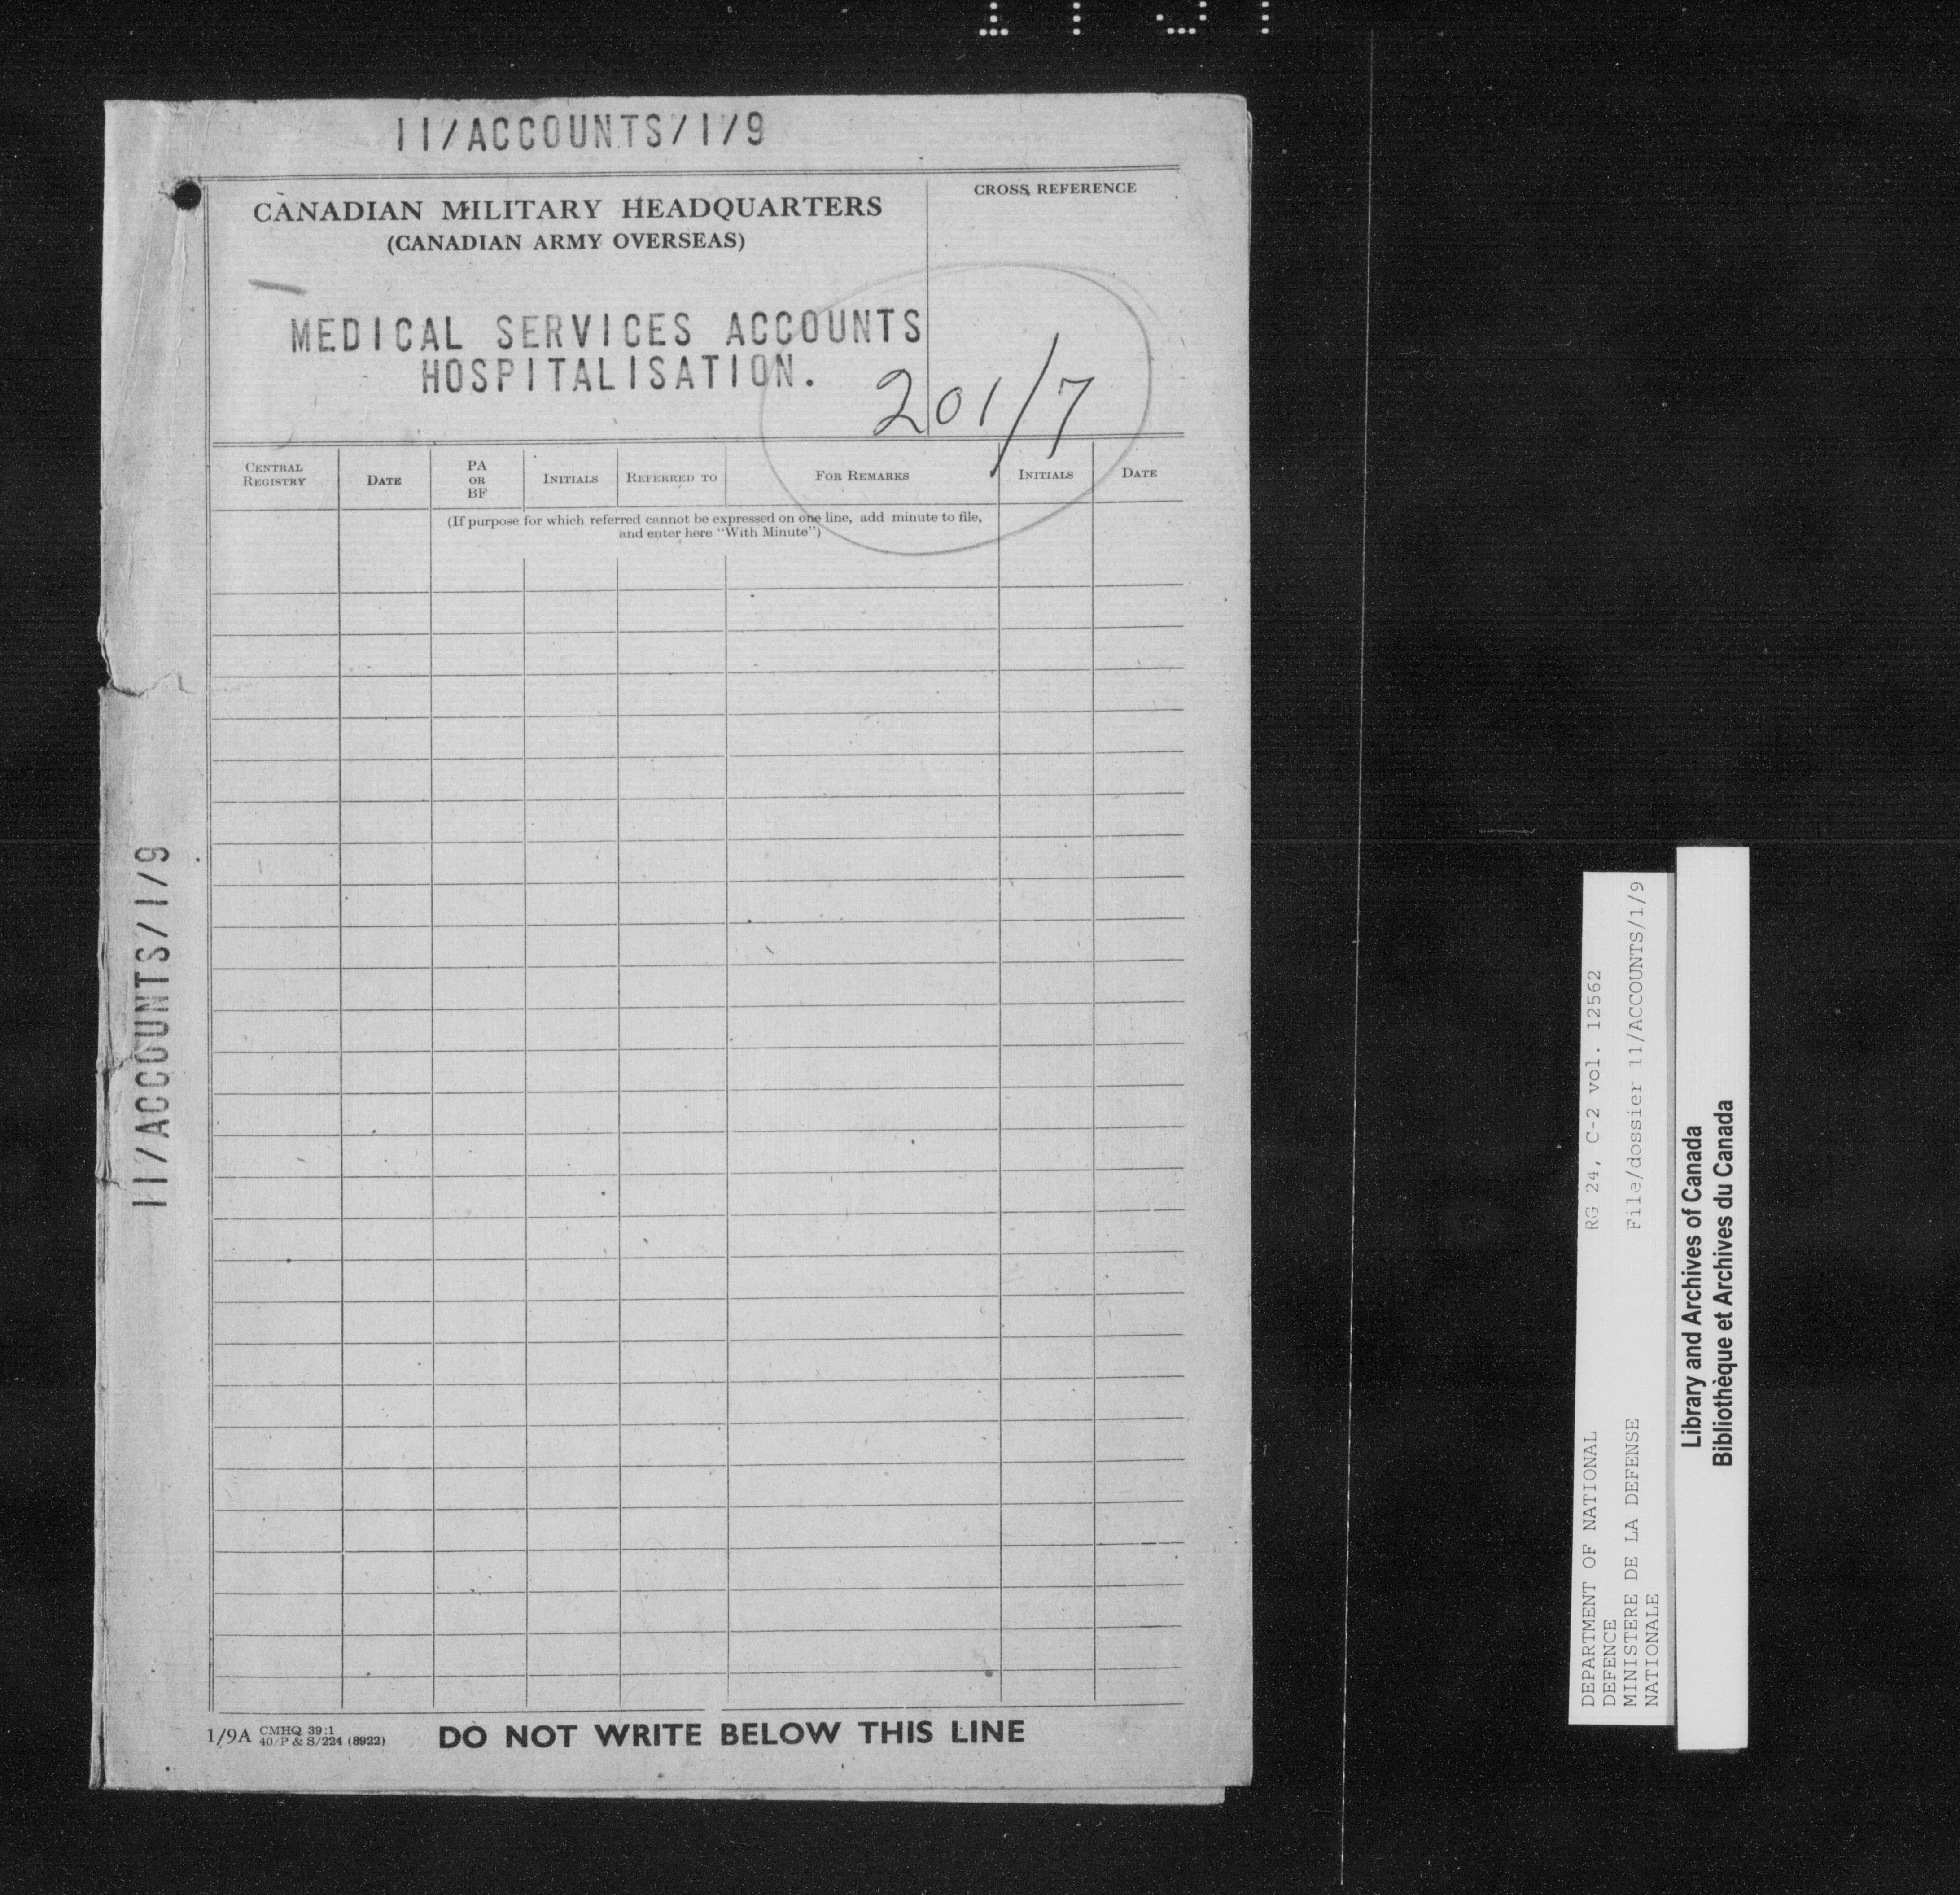 11/ACCOUNTS/1/9
CANADIAN MILITARY HEADQUARTERS
(CANADIAN ARMY OVERSEAS)
CROSS REFERENCE
MEDICAL SERVICES ACCOUNTS
HOSPITALISATION.
201/7
CENTRAL REGISTRY DATE PA OR BF INITIALS REFERRED TO FOR REMARKS INITIALS DATE
(If purpose for which referred cannot be expressed on one line, add minute to file,
and enter here "With Minute")
11/ACCOUNTS/1/9
1/9A CMHQ 39:1
40/P & S/224 (8922)
DO NOT WRITE BELOW THIS LINE
DEPARTMENT OF NATIONAL RG 24, C-2 vol. 12562
DEFENCE
MINISTERE DE LA DEFENSE File/dossier 11/ACCOUNTS/1/9
NATIONALE
Library and Archives of Canada
Bibliothèque et Archives du Canada